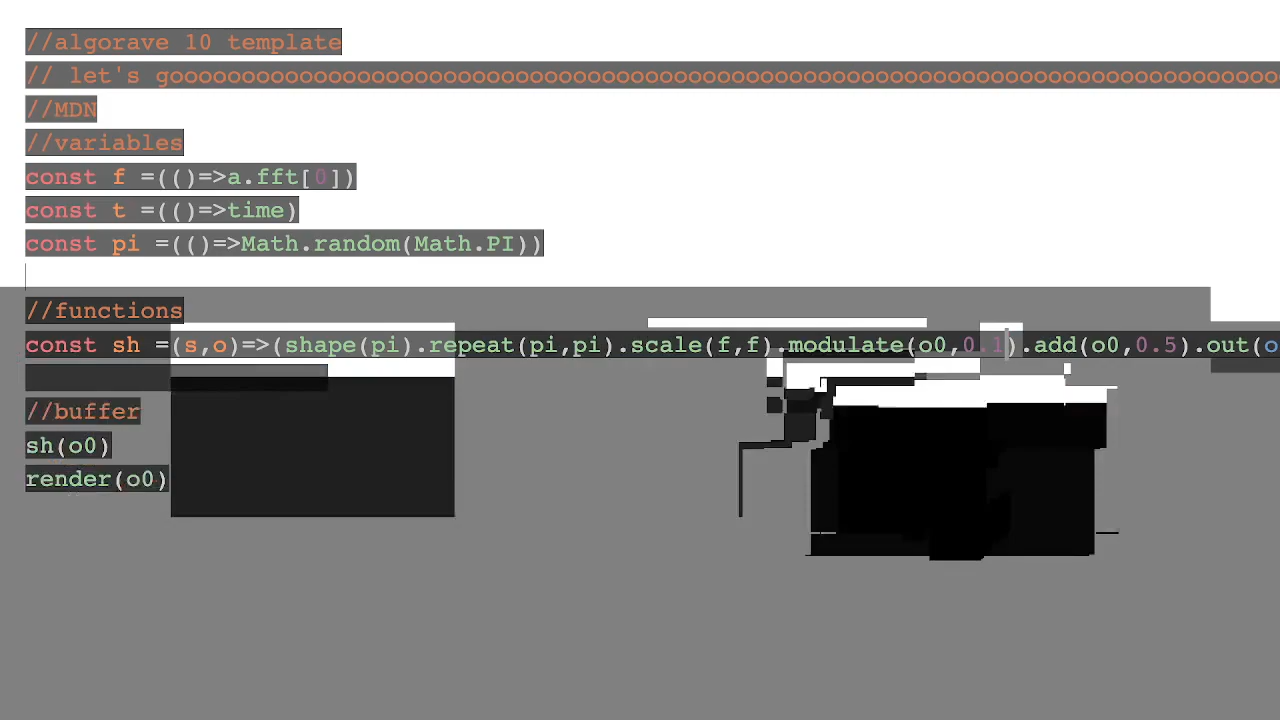 //algorave 10 template
// let's gooooooooooooooooooooooooooooooooooooooooooooooooooooooooooooooooooooooooooooo
//MDN
//variables
const f =(()=>a.fft[0])
const t =(()=>time)
const pi =(()=>Math.random(Math.PI))
//functions
const sh =(s,o)=>(shape(pi).repeat(pi,pi).scale(f,f).modulate(o0,0.1).add(o0,0.5).out(o
//buffer
sh(o0)
render(o0)